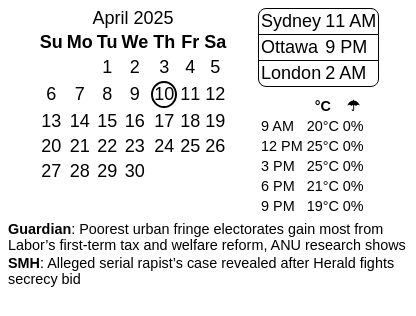 April 2025
Su Mo Tu We Th Fr Sa
1 2 3 4 5
6 7 8 9 10 11 12
13 14 15 16 17 18 19
20 21 22 23 24 25 26
27 28 29 30
Sydney 11 AM
Ottawa 9 PM
London 2 AM
°C ☂
9 AM 20°C 0%
12 PM 25°C 0%
3 PM 25°C 0%
6 PM 21°C 0%
9 PM 19°C 0%
Guardian: Poorest urban fringe electorates gain most from
Labor’s first-term tax and welfare reform, ANU research shows
SMH: Alleged serial rapist’s case revealed after Herald fights
secrecy bid